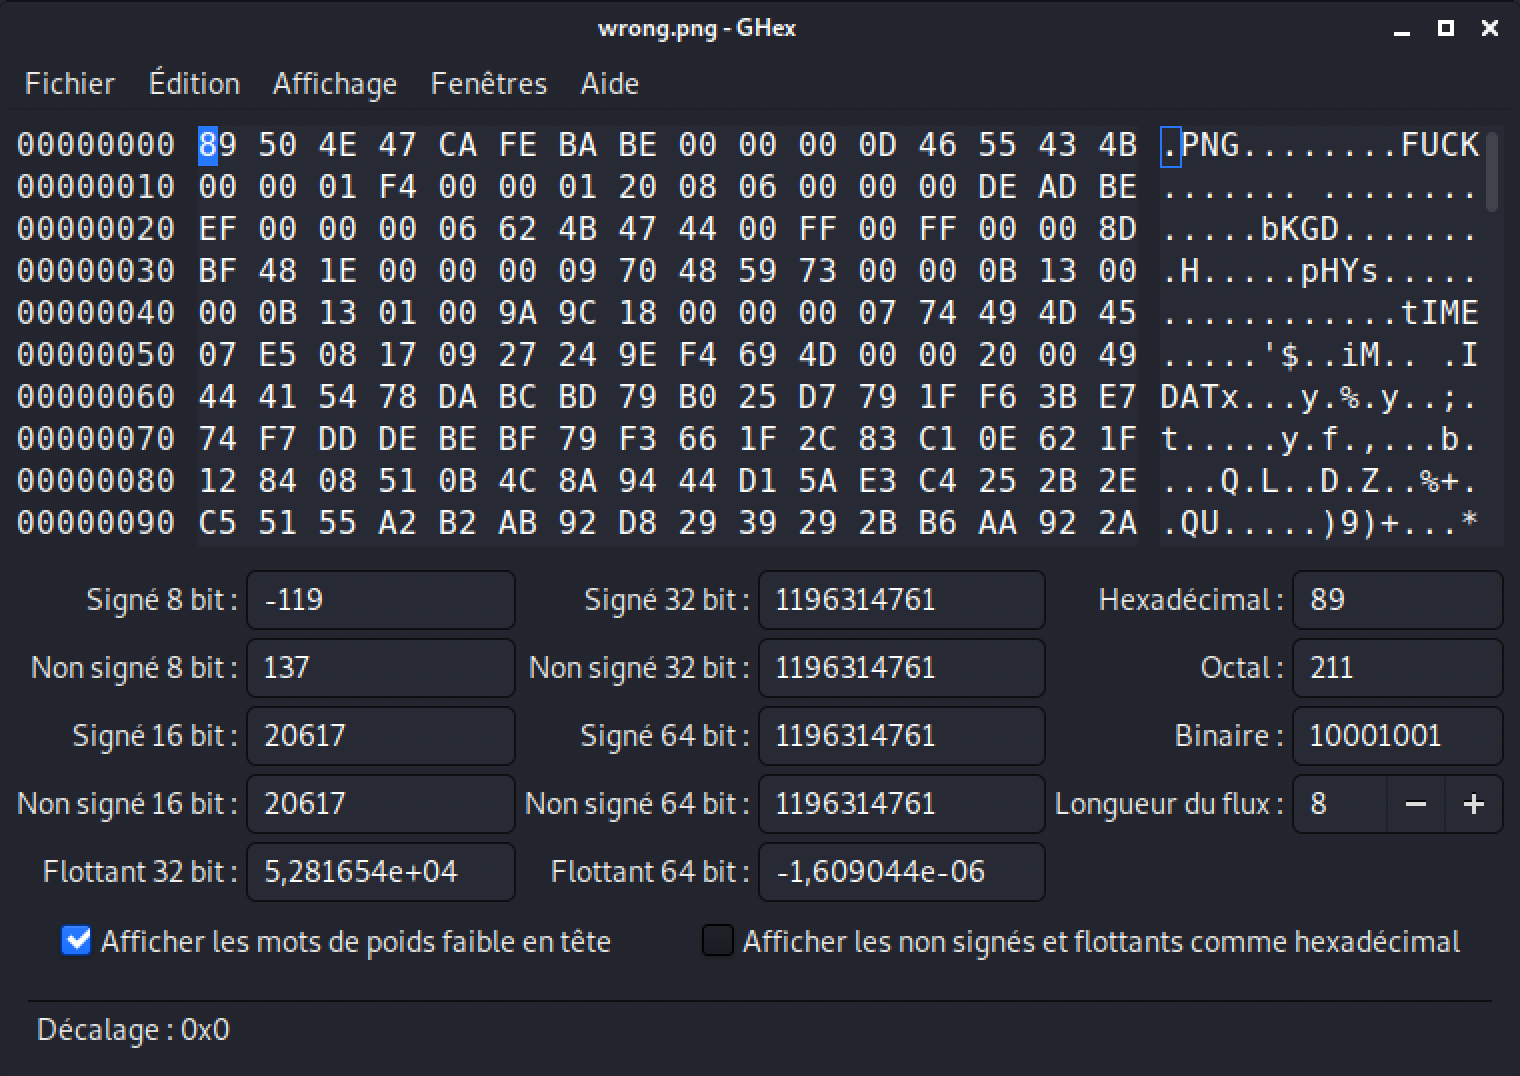 wrong.png - GHex
Fichier Édition Affichage Fenêtres Aide
00000000 89 50 4E 47 CA FE BA BE 00 00 00 0D 46 55 43 4B .PNG........FUCK
00000010 00 00 01 F4 00 00 01 20 08 06 00 00 00 DE AD BE ....... ........
00000020 EF 00 00 00 06 62 4B 47 44 00 FF 00 FF 00 00 8D .....bKGD.......
00000030 BF 48 1E 00 00 00 09 70 48 59 73 00 00 0B 13 00 .H.....pHYs.....
00000040 00 0B 13 01 00 9A 9C 18 00 00 00 07 74 49 4D 45 ............tIME
00000050 07 E5 08 17 09 27 24 9E F4 69 4D 00 00 20 00 49 .....'$..iM.. .I
00000060 44 41 54 78 DA BC BD 79 B0 25 D7 79 1F F6 3B E7 DATx...y.%.y..;.
00000070 74 F7 DD DE BE BF 79 F3 66 1F 2C 83 C1 0E 62 1F t.....y.f.,...b.
00000080 12 84 08 51 0B 4C 8A 94 44 D1 5A E3 C4 25 2B 2E ...Q.L..D.Z..%+.
00000090 C5 51 55 A2 B2 AB 92 D8 29 39 29 2B B6 AA 92 2A .QU.....)9)+...*
Signé 8 bit : -119 Signé 32 bit : 1196314761 Hexadécimal : 89
Non signé 8 bit : 137 Non signé 32 bit : 1196314761 Octal : 211
Signé 16 bit : 20617 Signé 64 bit : 1196314761 Binaire : 10001001
Non signé 16 bit : 20617 Non signé 64 bit : 1196314761 Longueur du flux : 8 − +
Flottant 32 bit : 5,281654e+04 Flottant 64 bit : -1,609044e-06
Afficher les mots de poids faible en tête Afficher les non signés et flottants comme hexadécimal
Décalage : 0x0